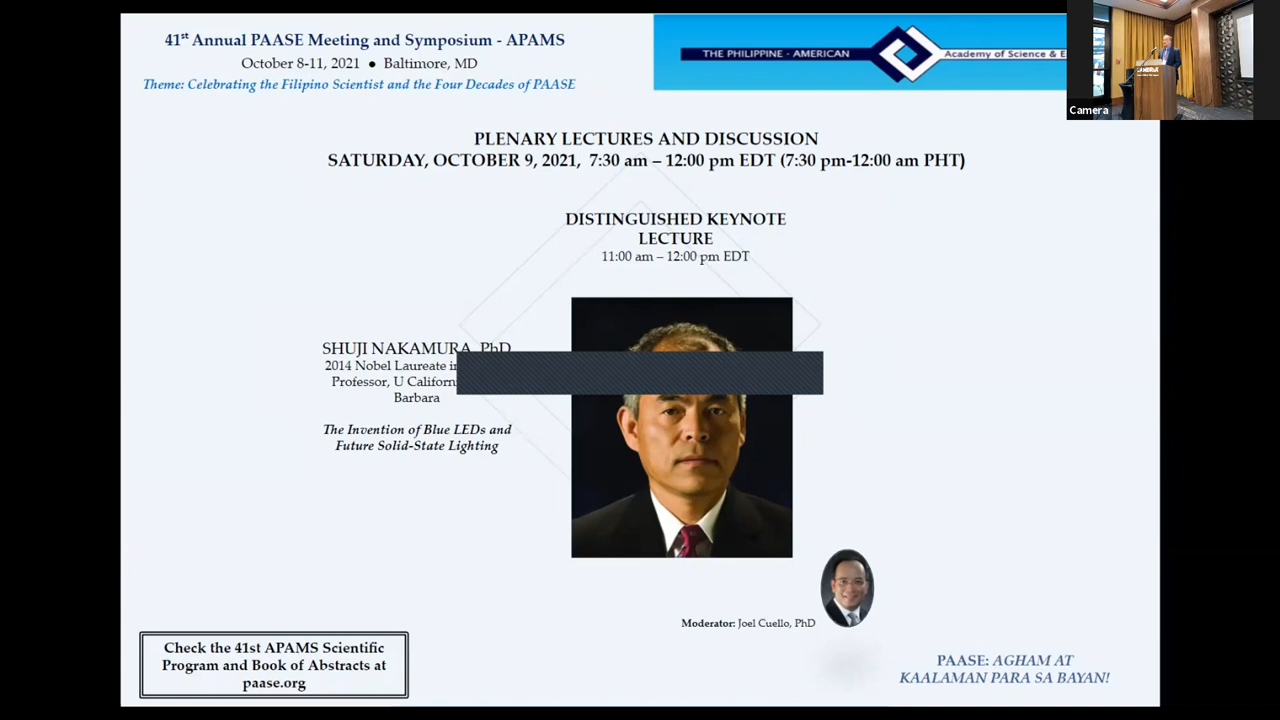 41st Annual PAASE Meeting and Symposium - APAMS
October 8-11, 2021 ● Baltimore, MD
Theme: Celebrating the Filipino Scientist and the Four Decades of PAASE
THE PHILIPPINE - AMERICAN
Academy of Science & E
Camera
PLENARY LECTURES AND DISCUSSION
SATURDAY, OCTOBER 9, 2021, 7:30 am – 12:00 pm EDT (7:30 pm-12:00 am PHT)
DISTINGUISHED KEYNOTE
LECTURE
11:00 am – 12:00 pm EDT
SHUJI NAKAMURA, PhD
2014 Nobel Laureate
Professor, U
Barbara
The Invention of Blue LEDs and
Future Solid-State Lighting
Moderator: Joel Cuello, PhD
Check the 41st APAMS Scientific
Program and Book of Abstracts at
paase.org
PAASE: AGHAM AT
KAALAMAN PARA SA BAYAN!